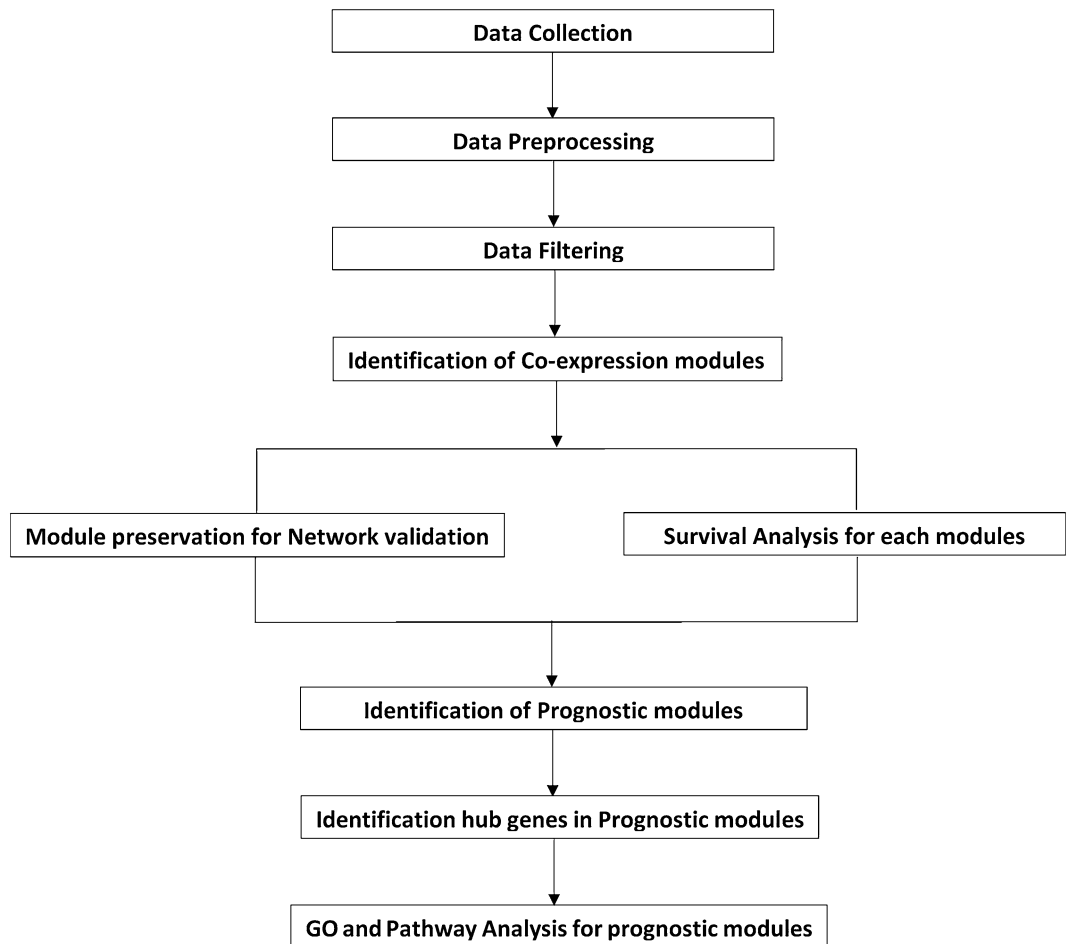 Data Collection
Data Preprocessing
Data Filtering
Identification of Co-expression modules
Module preservation for Network validation
Survival Analysis for each modules
Identification of Prognostic modules
Identification hub genes in Prognostic modules
GO and Pathway Analysis for prognostic modules